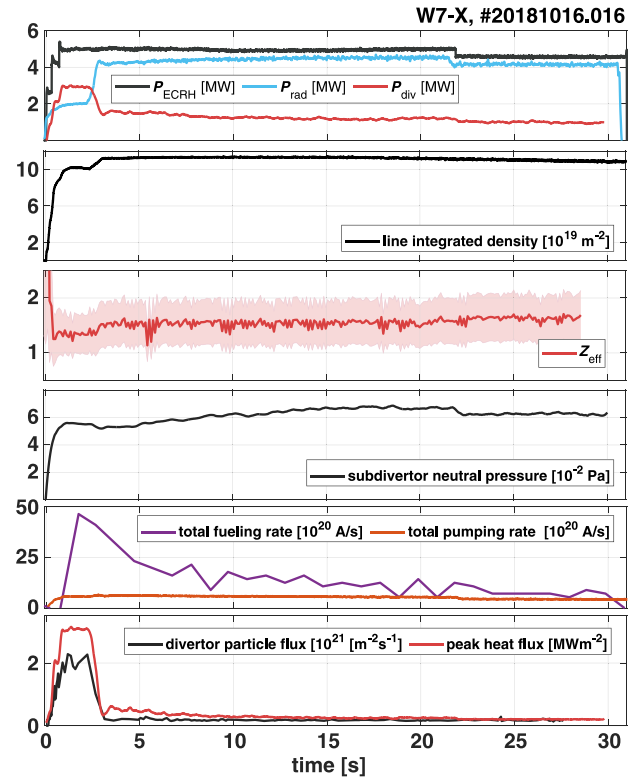 W7-X, #20181016.016
6
4
2
0
P_ECRH [MW] P_rad [MW] P_div [MW]
10
6
2
line integrated density [10^19 m^-2]
2
1
Z_eff
6
4
2
subdivertor neutral pressure [10^-2 Pa]
50
25
0
total fueling rate [10^20 A/s] total pumping rate [10^20 A/s]
2
0
divertor particle flux [10^21 [m^-2s^-1] peak heat flux [MWm^-2]
0 5 10 15 20 25 30
time [s]